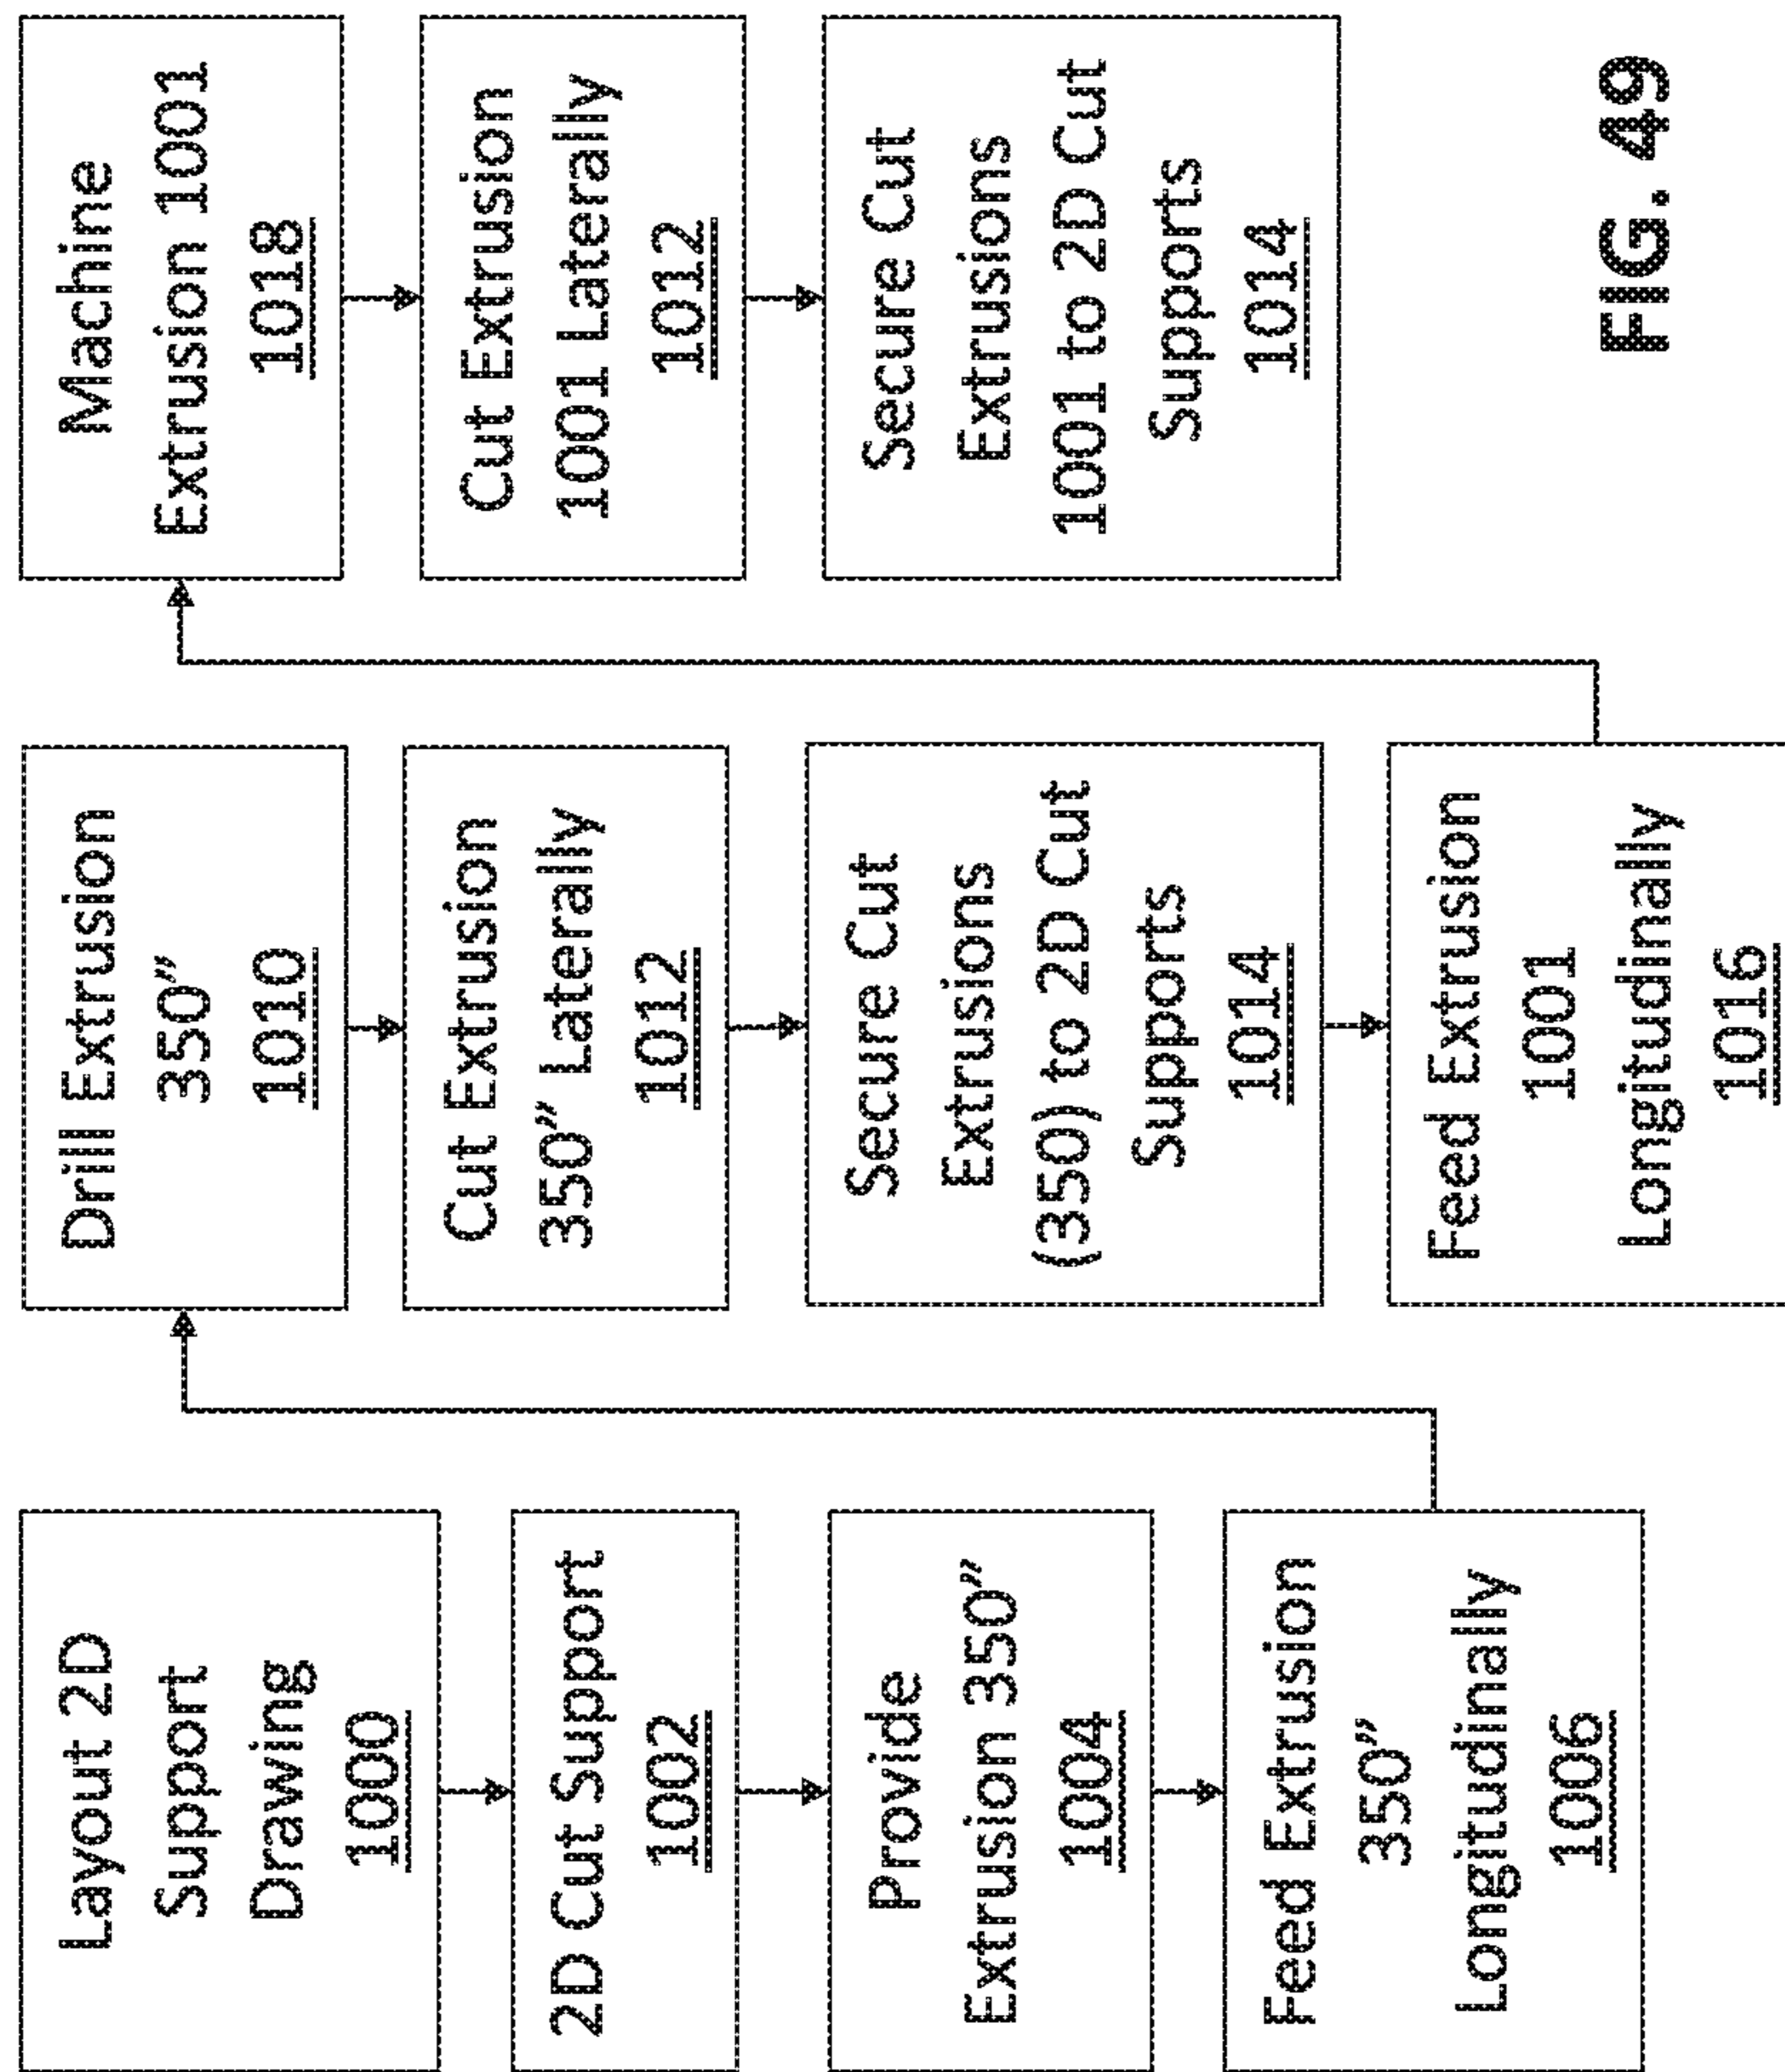 Layout 2D
Support
Drawing
1000
2D Cut Support
1002
Provide
Extrusion 350”
1004
Feed Extrusion
350”
Longitudinally
1006
Drill Extrusion
350”
1010
Cut Extrusion
350” Laterally
1012
Secure Cut
Extrusions
(350) to 2D Cut
Supports
1014
Feed Extrusion
1001
Longitudinally
1016
Machine
Extrusion 1001
1018
Cut Extrusion
1001 Laterally
1012
Secure Cut
Extrusions
1001 to 2D Cut
Supports
1014
FIG. 49